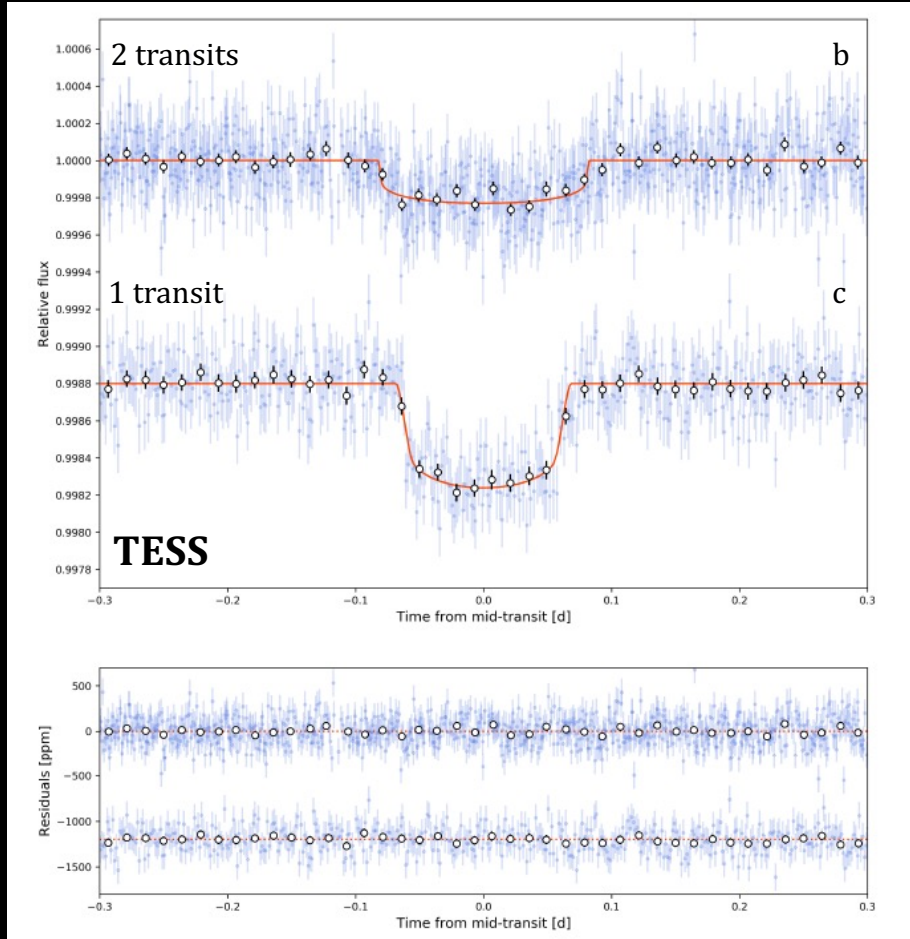 2 transits
b
1.0006
1.0004
1.0002
1.0000
0.9998
0.9996
0.9994
0.9992
0.9990
0.9988
0.9986
0.9984
0.9982
0.9980
0.9978
Relative flux
1 transit
c
TESS
−0.3 −0.2 −0.1 0.0 0.1 0.2 0.3
Time from mid-transit [d]
500
0
−500
−1000
−1500
Residuals [ppm]
−0.3 −0.2 −0.1 0.0 0.1 0.2 0.3
Time from mid-transit [d]